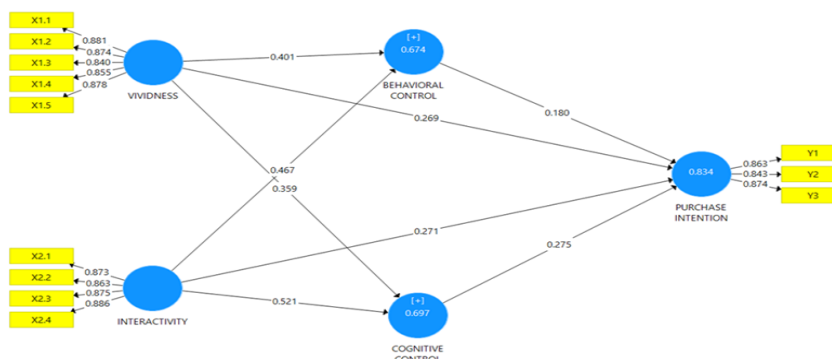 X1.1
X1.2
X1.3
X1.4
X1.5
0.881
0.874
0.840
0.855
0.878
VIVIDNESS
0.401
[+]
0.674
BEHAVIORAL
CONTROL
0.269
0.180
0.467
0.359
0.834
PURCHASE
INTENTION
0.863
0.843
0.874
Y1
Y2
Y3
X2.1
X2.2
X2.3
X2.4
0.873
0.863
0.875
0.886
INTERACTIVITY
0.271
0.521
0.275
[+]
0.697
COGNITIVE
CONTROL